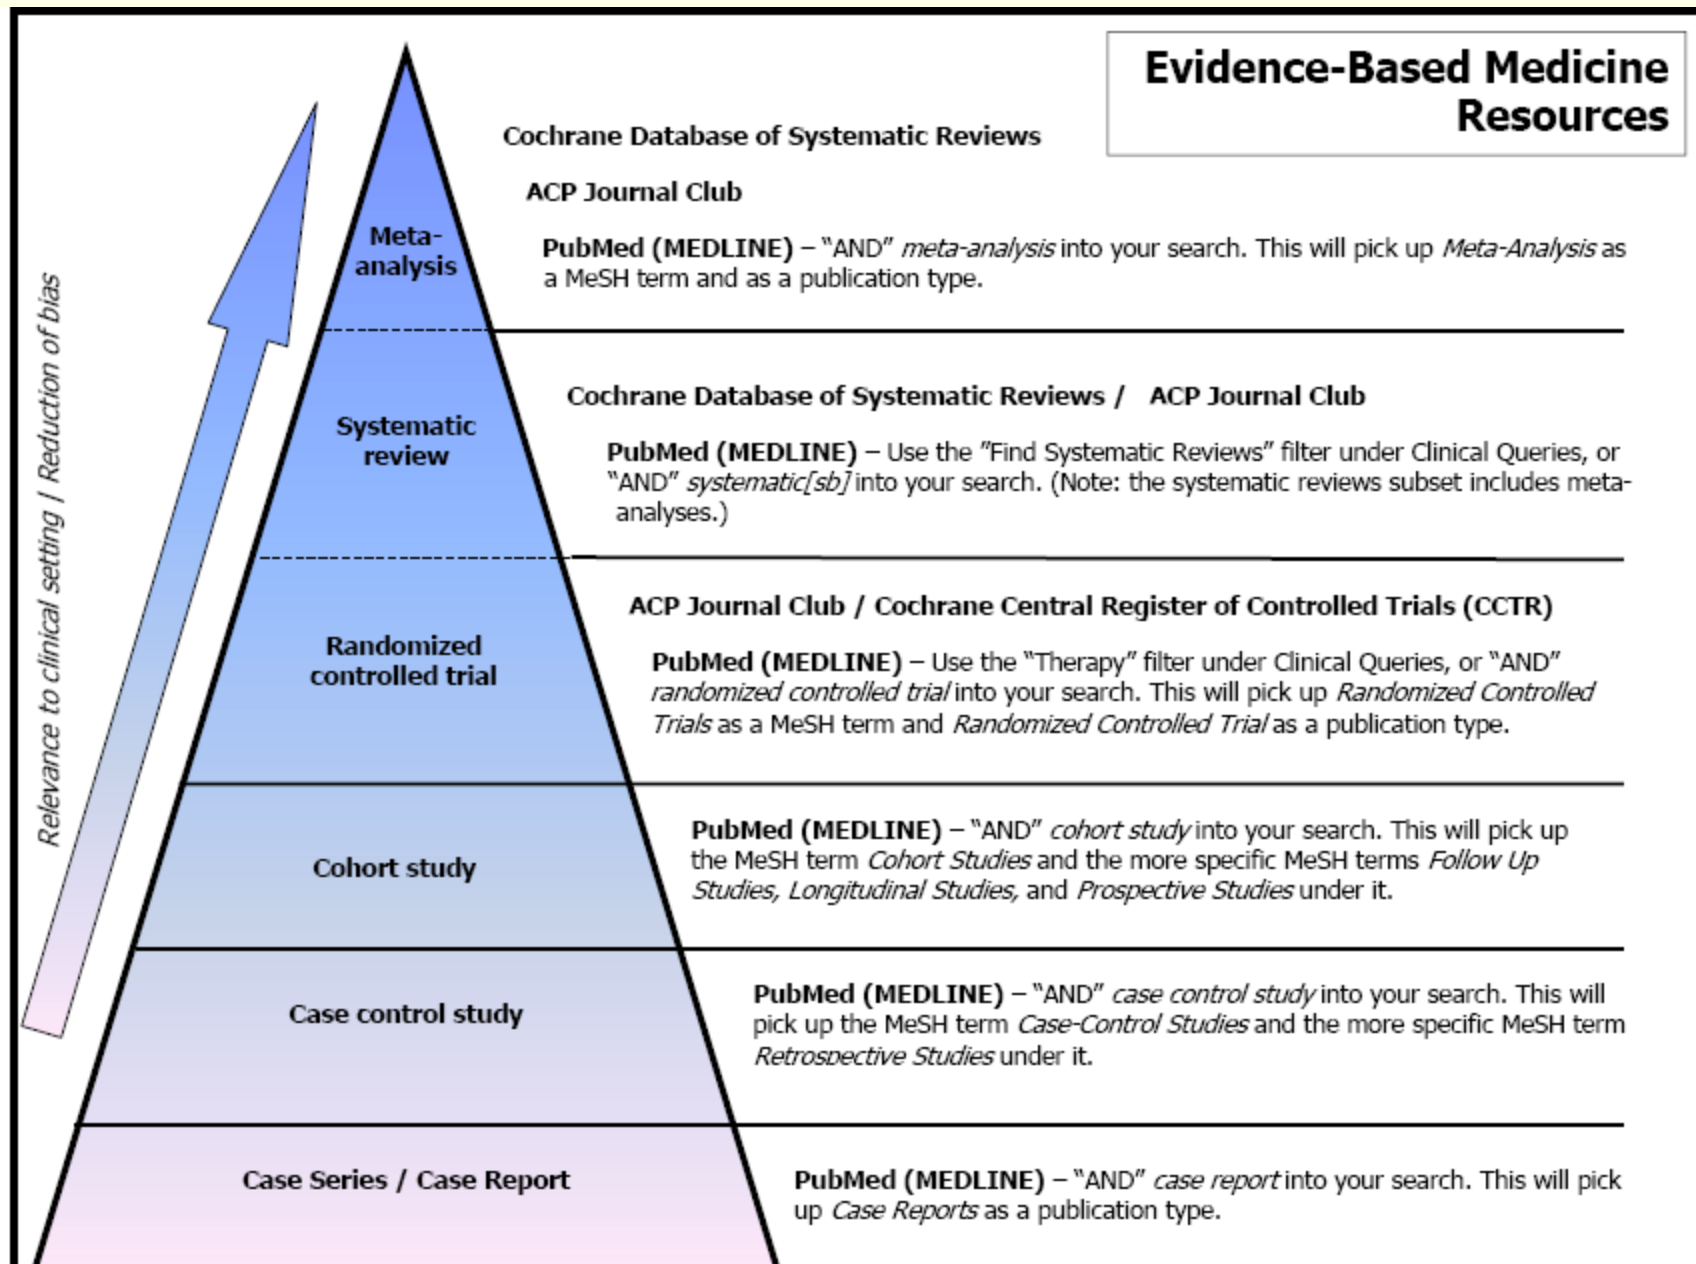 Evidence-Based Medicine
Resources
Cochrane Database of Systematic Reviews
ACP Journal Club
Meta-
analysis
PubMed (MEDLINE) – “AND” meta-analysis into your search. This will pick up Meta-Analysis as
a MeSH term and as a publication type.
Relevance to clinical setting | Reduction of bias
Cochrane Database of Systematic Reviews / ACP Journal Club
Systematic
review
PubMed (MEDLINE) – Use the ”Find Systematic Reviews” filter under Clinical Queries, or
“AND” systematic[sb] into your search. (Note: the systematic reviews subset includes meta-
analyses.)
ACP Journal Club / Cochrane Central Register of Controlled Trials (CCTR)
Randomized
controlled trial
PubMed (MEDLINE) – Use the “Therapy” filter under Clinical Queries, or “AND”
randomized controlled trial into your search. This will pick up Randomized Controlled
Trials as a MeSH term and Randomized Controlled Trial as a publication type.
Cohort study
PubMed (MEDLINE) – “AND” cohort study into your search. This will pick up
the MeSH term Cohort Studies and the more specific MeSH terms Follow Up
Studies, Longitudinal Studies, and Prospective Studies under it.
Case control study
PubMed (MEDLINE) – “AND” case control study into your search. This will
pick up the MeSH term Case-Control Studies and the more specific MeSH term
Retrospective Studies under it.
Case Series / Case Report
PubMed (MEDLINE) – “AND” case report into your search. This will pick
up Case Reports as a publication type.